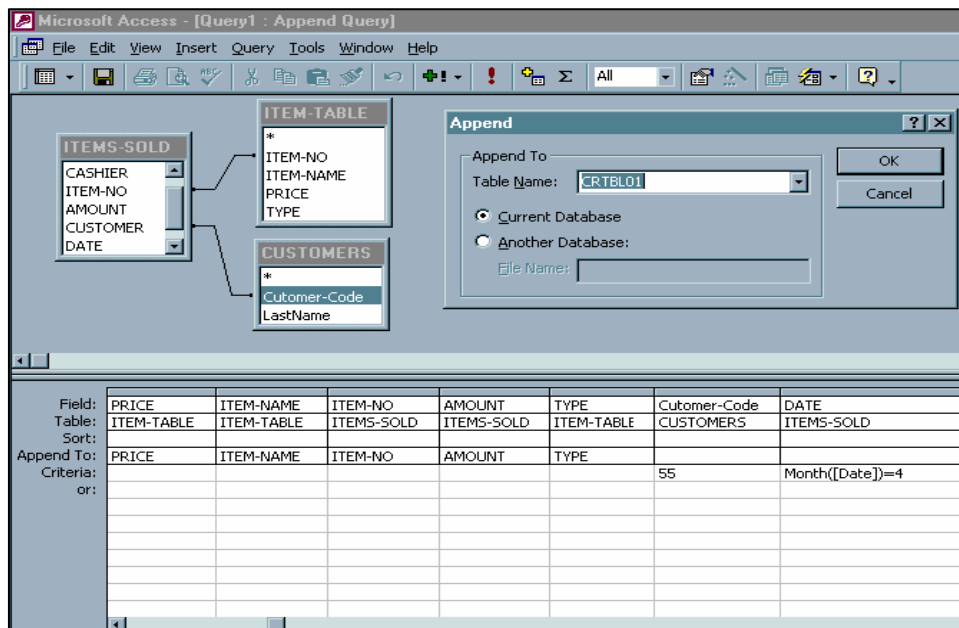 Microsoft Access - [Query1 : Append Query]
File Edit View Insert Query Tools Window Help
ABC All
ITEMS-SOLD
CASHIER
ITEM-NO
AMOUNT
CUSTOMER
DATE
ITEM-TABLE
*
ITEM-NO
ITEM-NAME
PRICE
TYPE
CUSTOMERS
*
Cutomer-Code
LastName
Append
Append To
Table Name: CRTBL01
Current Database
Another Database:
File Name:
OK
Cancel
Field: PRICE ITEM-NAME ITEM-NO AMOUNT TYPE Cutomer-Code DATE
Table: ITEM-TABLE ITEM-TABLE ITEMS-SOLD ITEMS-SOLD ITEM-TABLE CUSTOMERS ITEMS-SOLD
Sort:
Append To: PRICE ITEM-NAME ITEM-NO AMOUNT TYPE
Criteria: 55 Month([Date])=4
or: